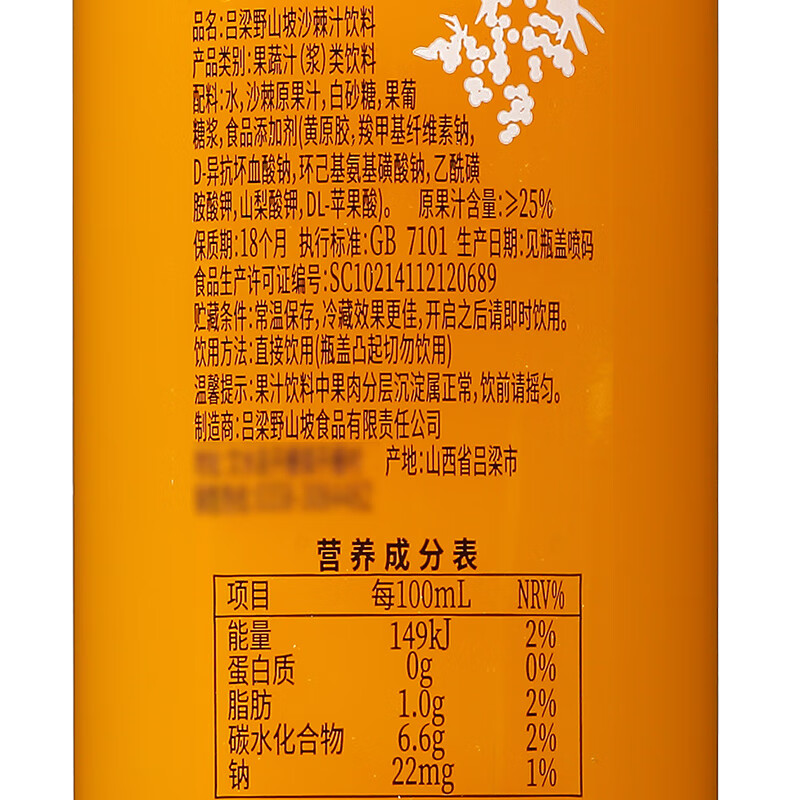 品名:吕梁野山坡沙棘汁饮料
产品类别:果蔬汁(浆)类饮料
配料:水,沙棘原果汁,白砂糖,果葡
糖浆,食品添加剂(黄原胶,羧甲基纤维素钠,
D-异抗坏血酸钠,环己基氨基磺酸钠,乙酰磺
胺酸钾,山梨酸钾,DL-苹果酸)。 原果汁含量:≥25%
保质期:18个月 执行标准:GB 7101 生产日期:见瓶盖喷码
食品生产许可证编号:SC10214112120689
贮藏条件:常温保存,冷藏效果更佳,开启之后请即时饮用。
饮用方法:直接饮用(瓶盖凸起切勿饮用)
温馨提示:果汁饮料中果肉分层沉淀属正常,饮前请摇匀。
制造商:吕梁野山坡食品有限责任公司
产地:山西省吕梁市
营养成分表
项目 每100mL NRV%
能量 149kJ 2%
蛋白质 0g 0%
脂肪 1.0g 2%
碳水化合物 6.6g 2%
钠 22mg 1%